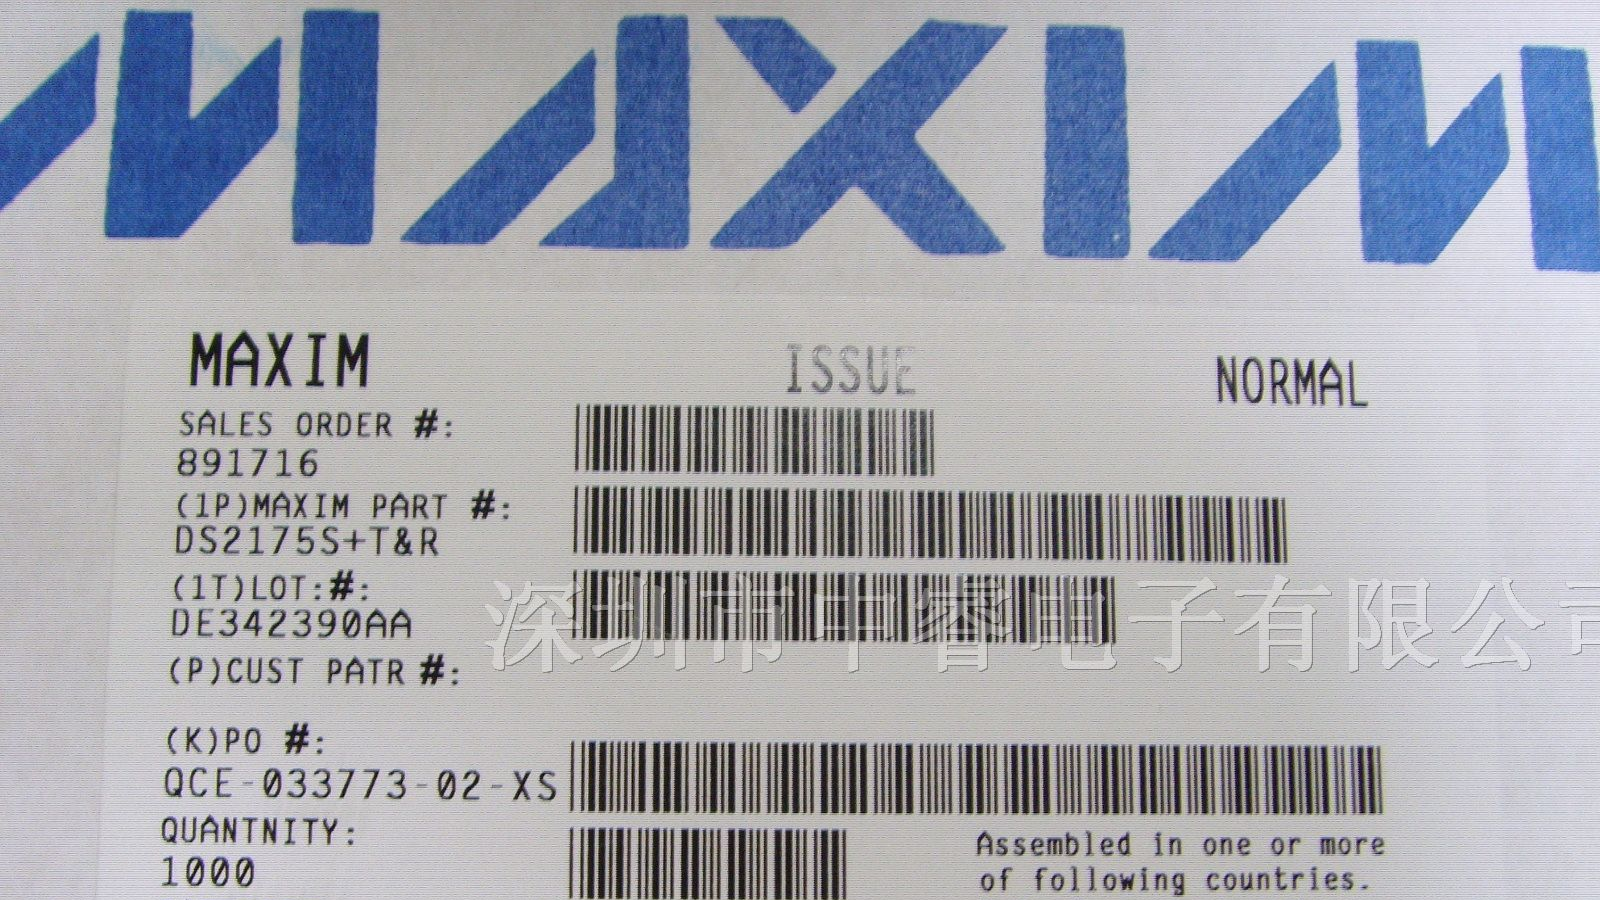 MAXIM
MAXIM ISSUE NORMAL
SALES ORDER #:
891716
(1P)MAXIM PART #:
DS2175S+T&R
(1T)LOT:#:
DE342390AA
深圳市中睿电子有限公司
(P)CUST PATR #:
(K)PO #:
QCE-033773-02-XS
QUANTNITY:
1000
Assembled in one or more
of following countries.